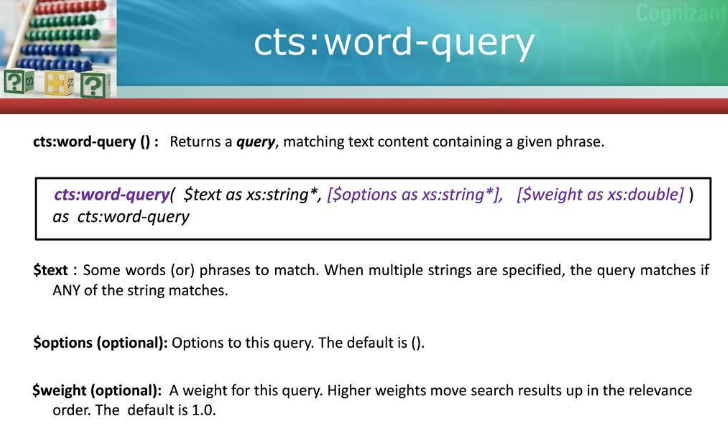 Cognizant
cts:word-query
cts:word-query () : Returns a query, matching text content containing a given phrase.
cts:word-query( $text as xs:string*, [$options as xs:string*], [$weight as xs:double] )
as cts:word-query
$text : Some words (or) phrases to match. When multiple strings are specified, the query matches if
ANY of the string matches.
$options (optional): Options to this query. The default is ().
$weight (optional): A weight for this query. Higher weights move search results up in the relevance
order. The default is 1.0.